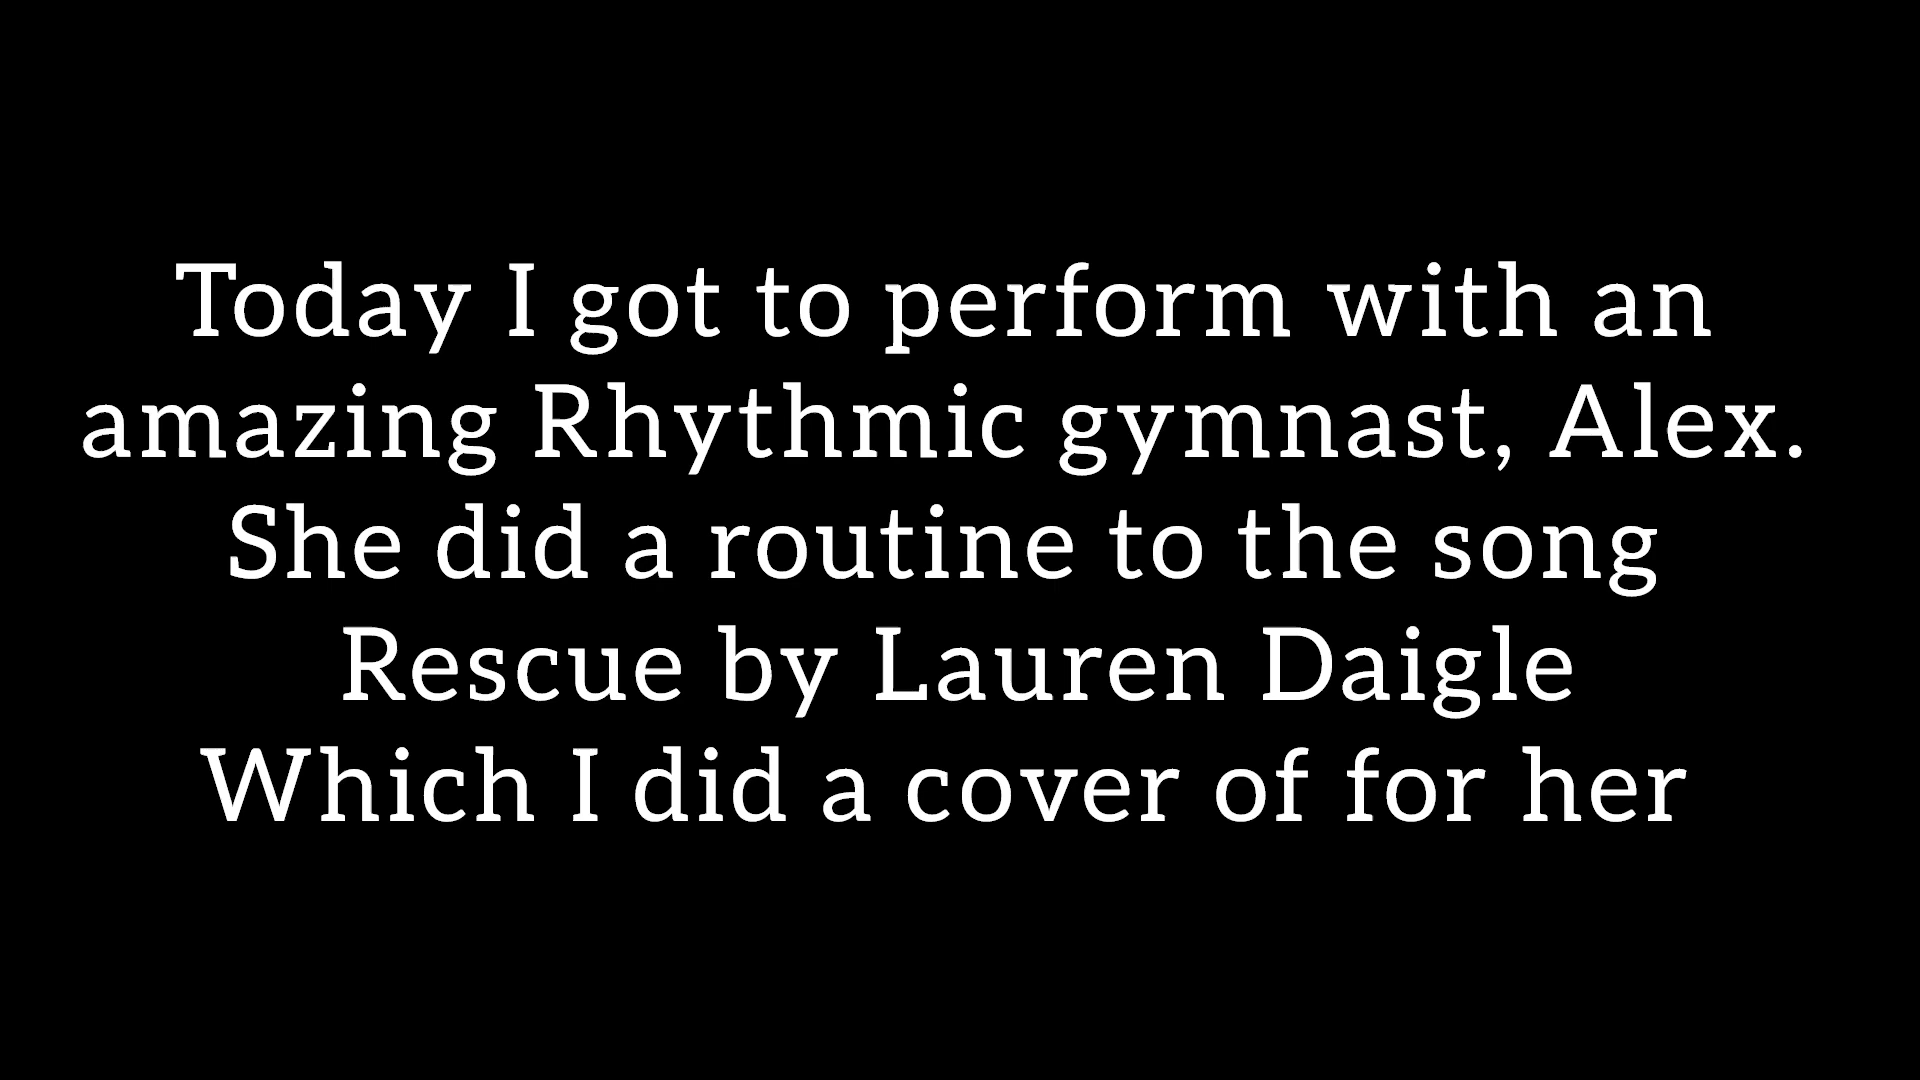 Today I got to perform with an
amazing Rhythmic gymnast, Alex.
She did a routine to the song
Rescue by Lauren Daigle
Which I did a cover of for her